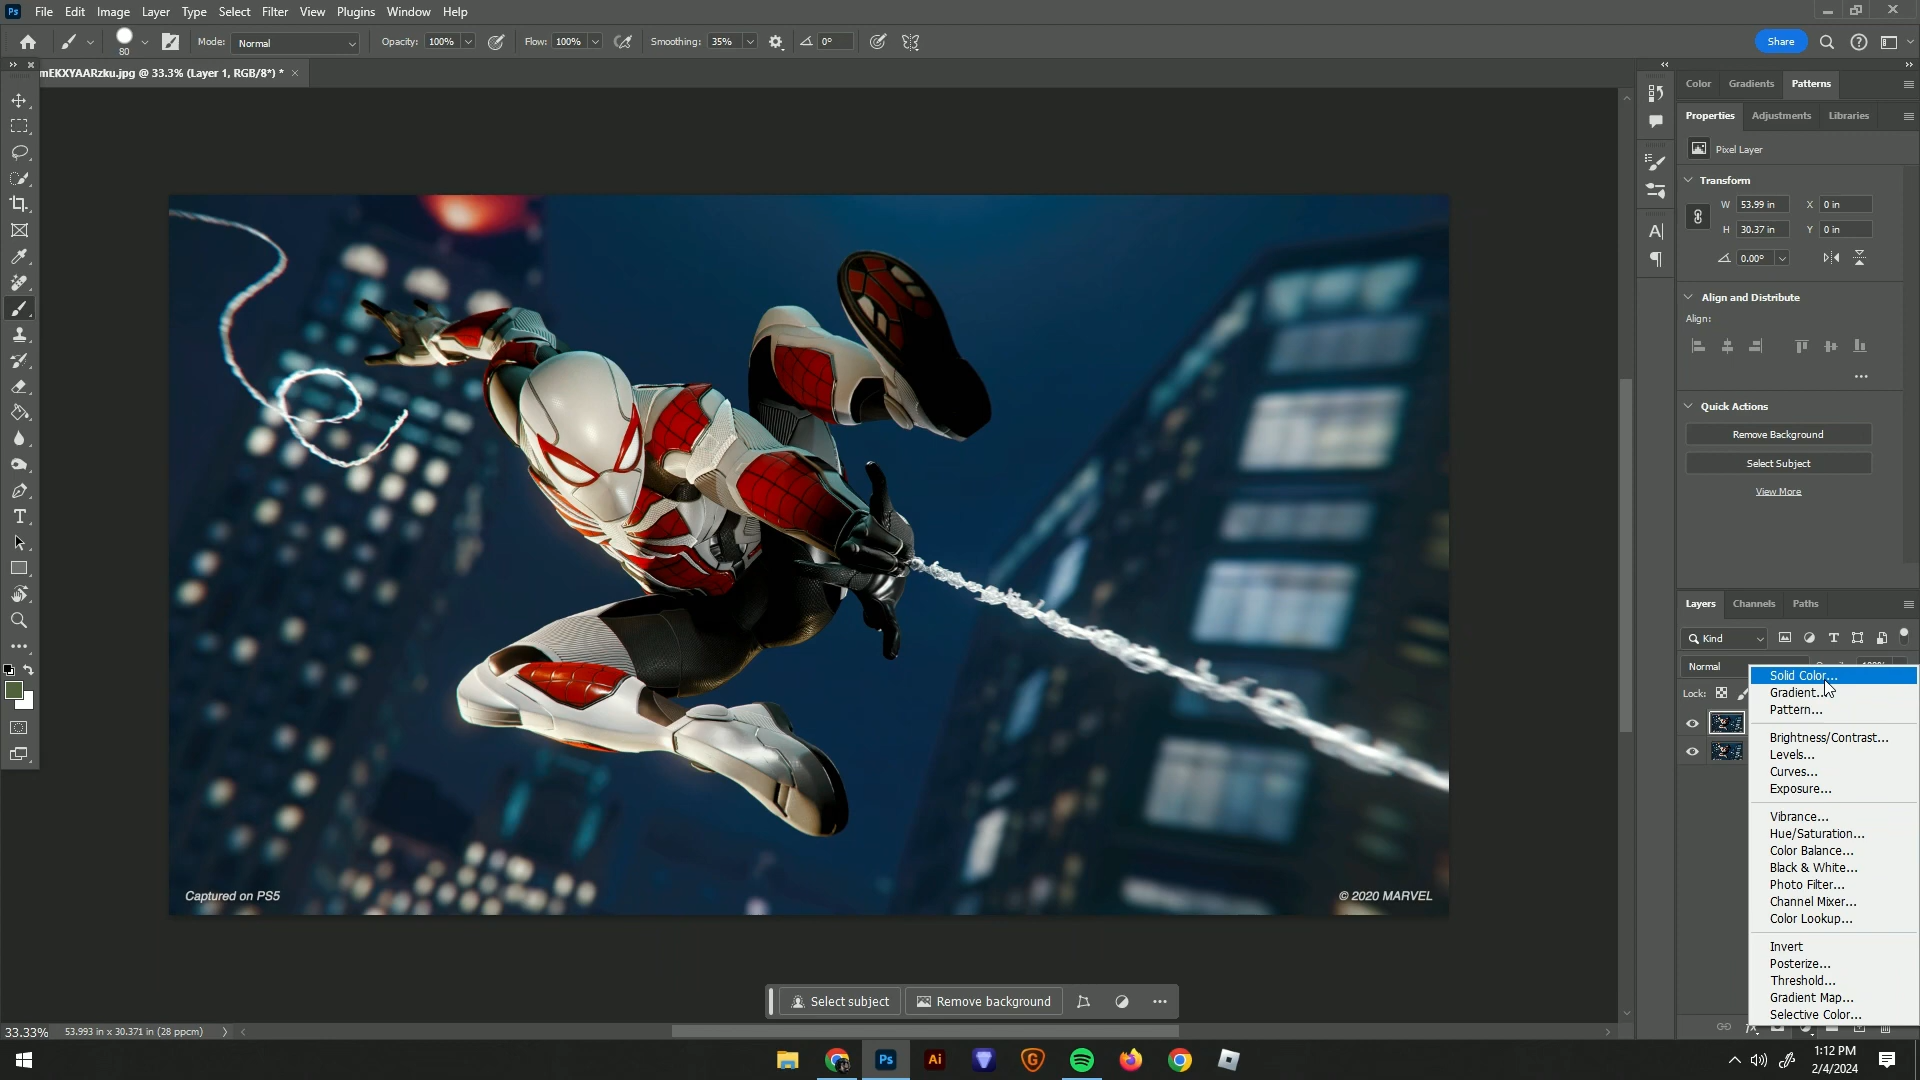 Ps File Edit Image Layer Type Select Filter View Plugins Window Help
80 Mode: Normal Opacity: 100% Flow: 100% Smoothing: 35% 0° Share
mEKXYAARzku.jpg @ 33.3% (Layer 1, RGB/8*) *
Color Gradients Patterns
Properties Adjustments Libraries
Pixel Layer
Transform
W 53.99 in X 0 in
H 30.37 in Y 0 in
0.00°
Align and Distribute
Align:
Quick Actions
Remove Background
Select Subject
View More
Layers Channels Paths
Kind
Normal
Lock:
Solid Color...
Gradient...
Pattern...
Brightness/Contrast...
Levels...
Curves...
Exposure...
Vibrance...
Hue/Saturation...
Color Balance...
Black & White...
Photo Filter...
Channel Mixer...
Color Lookup...
Invert
Posterize...
Threshold...
Gradient Map...
Selective Color...
Captured on PS5
© 2020 MARVEL
Select subject Remove background
33.33% 53.993 in x 30.371 in (28 ppcm)
Ps Ai
1:12 PM
2/4/2024